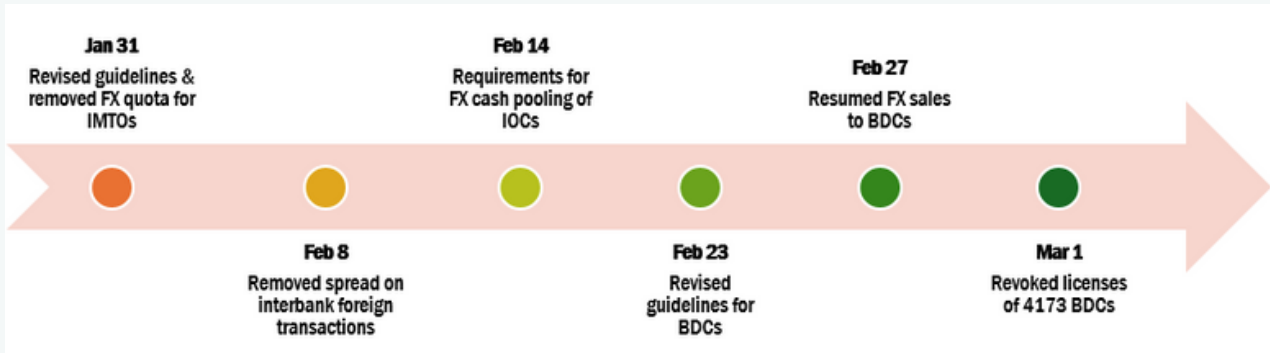 Jan 31
Revised guidelines &
removed FX quota for
IMTOs
Feb 8
Removed spread on
interbank foreign
transactions
Feb 14
Requirements for
FX cash pooling of
IOCs
Feb 23
Revised
guidelines for
BDCs
Feb 27
Resumed FX sales
to BDCs
Mar 1
Revoked licenses
of 4173 BDCs